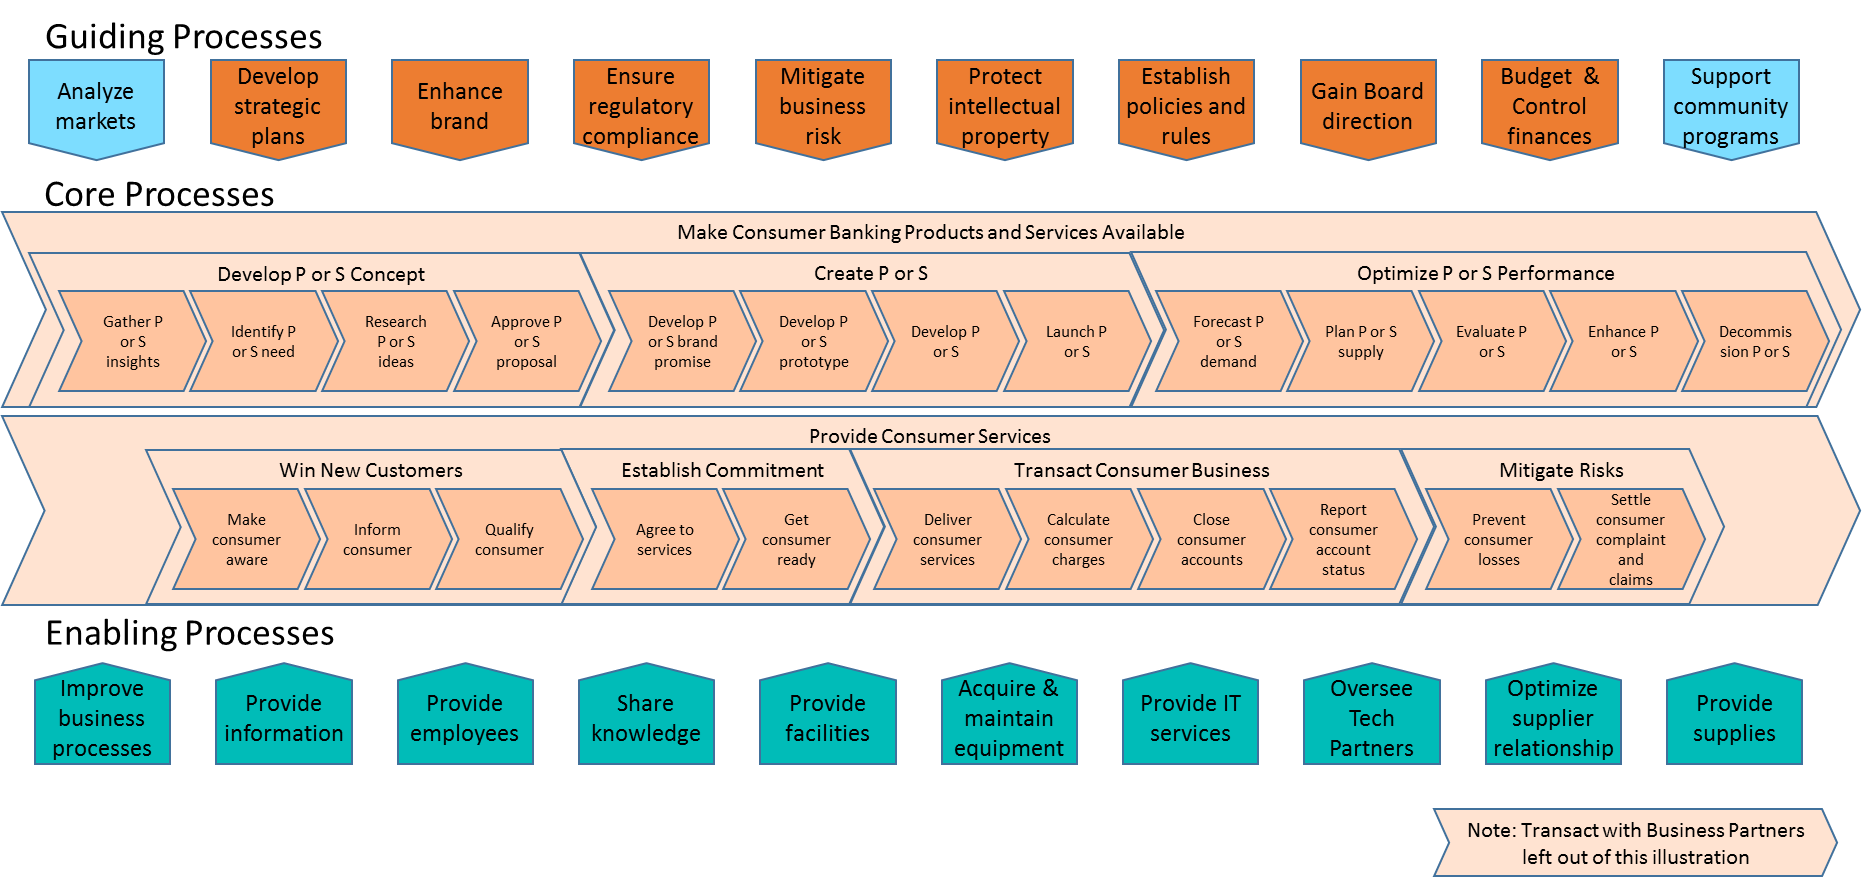 Guiding Processes
Analyze
markets
Develop
strategic
plans
Enhance
brand
Ensure
regulatory
compliance
Mitigate
business
risk
Protect
intellectual
property
Establish
policies and
rules
Gain Board
direction
Budget &
Control
finances
Support
community
programs
Core Processes
Make Consumer Banking Products and Services Available
Develop P or S Concept
Gather P
or S
insights
Identify P
or S need
Research
P or S
ideas
Approve P
or S
proposal
Create P or S
Develop P
or S brand
promise
Develop P
or S
prototype
Develop P
or S
Launch P
or S
Optimize P or S Performance
Forecast P
or S
demand
Plan P or S
supply
Evaluate P
or S
Enhance P
or S
Decommis
sion P or S
Provide Consumer Services
Win New Customers
Make
consumer
aware
Inform
consumer
Qualify
consumer
Establish Commitment
Agree to
services
Get
consumer
ready
Transact Consumer Business
Deliver
consumer
services
Calculate
consumer
charges
Close
consumer
accounts
Report
consumer
account
status
Mitigate Risks
Prevent
consumer
losses
Settle
consumer
complaint
and
claims
Enabling Processes
Improve
business
processes
Provide
information
Provide
employees
Share
knowledge
Provide
facilities
Acquire &
maintain
equipment
Provide IT
services
Oversee
Tech
Partners
Optimize
supplier
relationship
Provide
supplies
Note: Transact with Business Partners
left out of this illustration